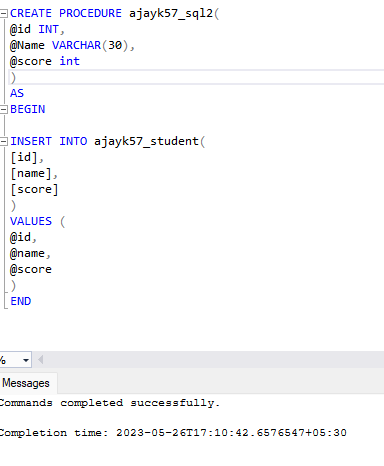 CREATE PROCEDURE ajayk57_sql2(
@id INT,
@Name VARCHAR(30),
@score int
)
AS
BEGIN
INSERT INTO ajayk57_student(
[id],
[name],
[score]
)
VALUES (
@id,
@name,
@score
)
END
%
Messages
Commands completed successfully.
Completion time: 2023-05-26T17:10:42.6576547+05:30